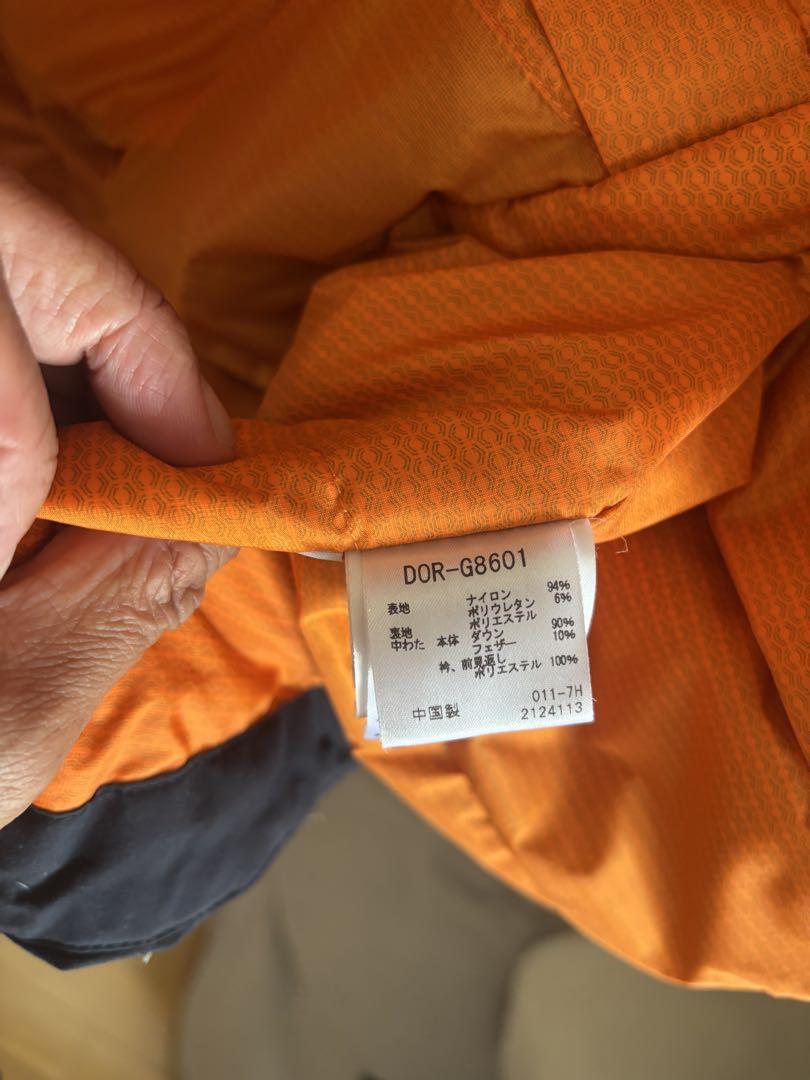 DOR-G8601
表地 ナイロン 94%
ポリウレタン 6%
裏地 ポリエステル
中わた 本体 ダウン 90%
フェザー 10%
衿、前見返し
ポリエステル 100%
011-7H
中国製 2124113